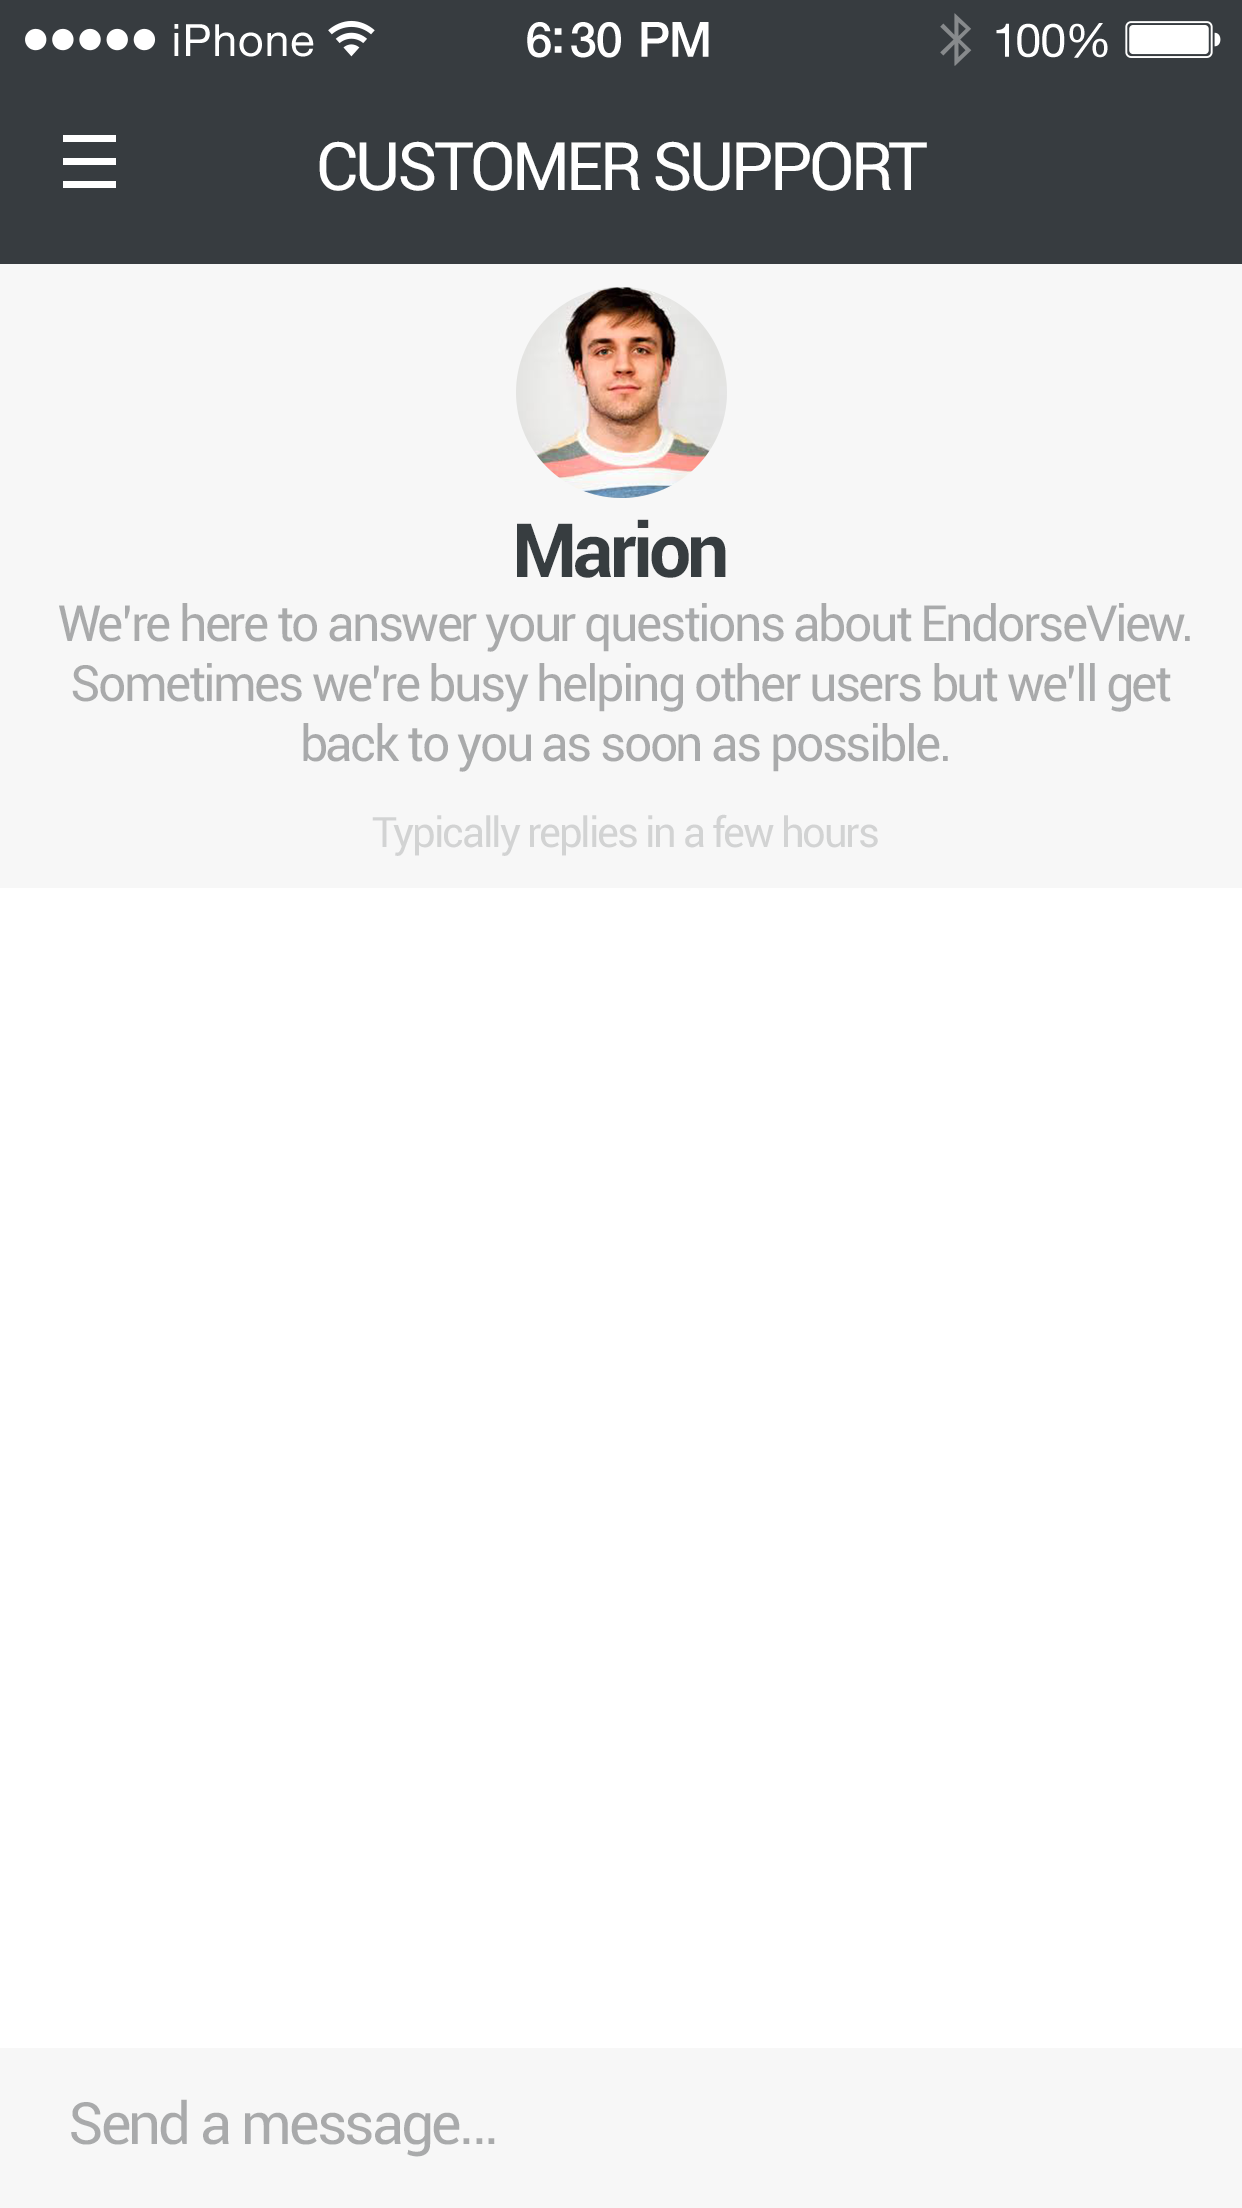 iPhone 6:30 PM 100%
CUSTOMER SUPPORT
Marion
We're here to answer your questions about EndorseView.
Sometimes we're busy helping other users but we'll get
back to you as soon as possible.
Typically replies in a few hours
Send a message...